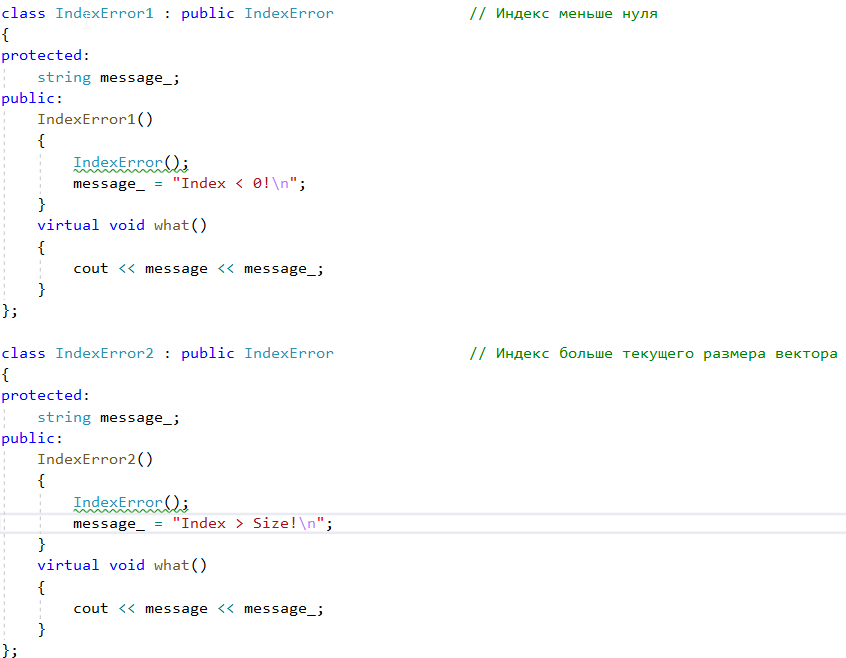 class IndexError1 : public IndexError // Индекс меньше нуля
{
protected:
string message_;
public:
IndexError1()
{
IndexError();
message_ = "Index < 0!\n";
}
virtual void what()
{
cout << message << message_;
}
};
class IndexError2 : public IndexError // Индекс больше текущего размера вектора
{
protected:
string message_;
public:
IndexError2()
{
IndexError();
message_ = "Index > Size!\n";
}
virtual void what()
{
cout << message << message_;
}
};